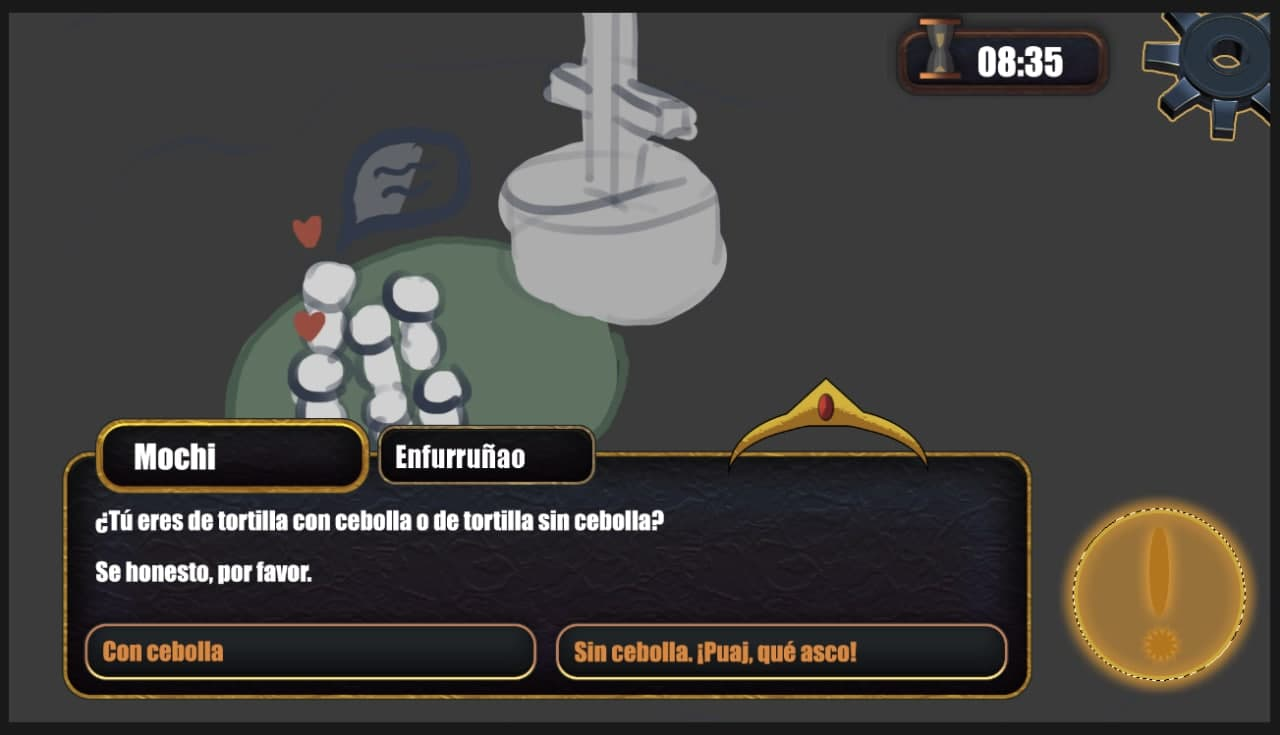 08:35
Mochi
Enfurruñao
¿Tú eres de tortilla con cebolla o de tortilla sin cebolla?
Se honesto, por favor.
Con cebolla
Sin cebolla. ¡Puaj, qué asco!